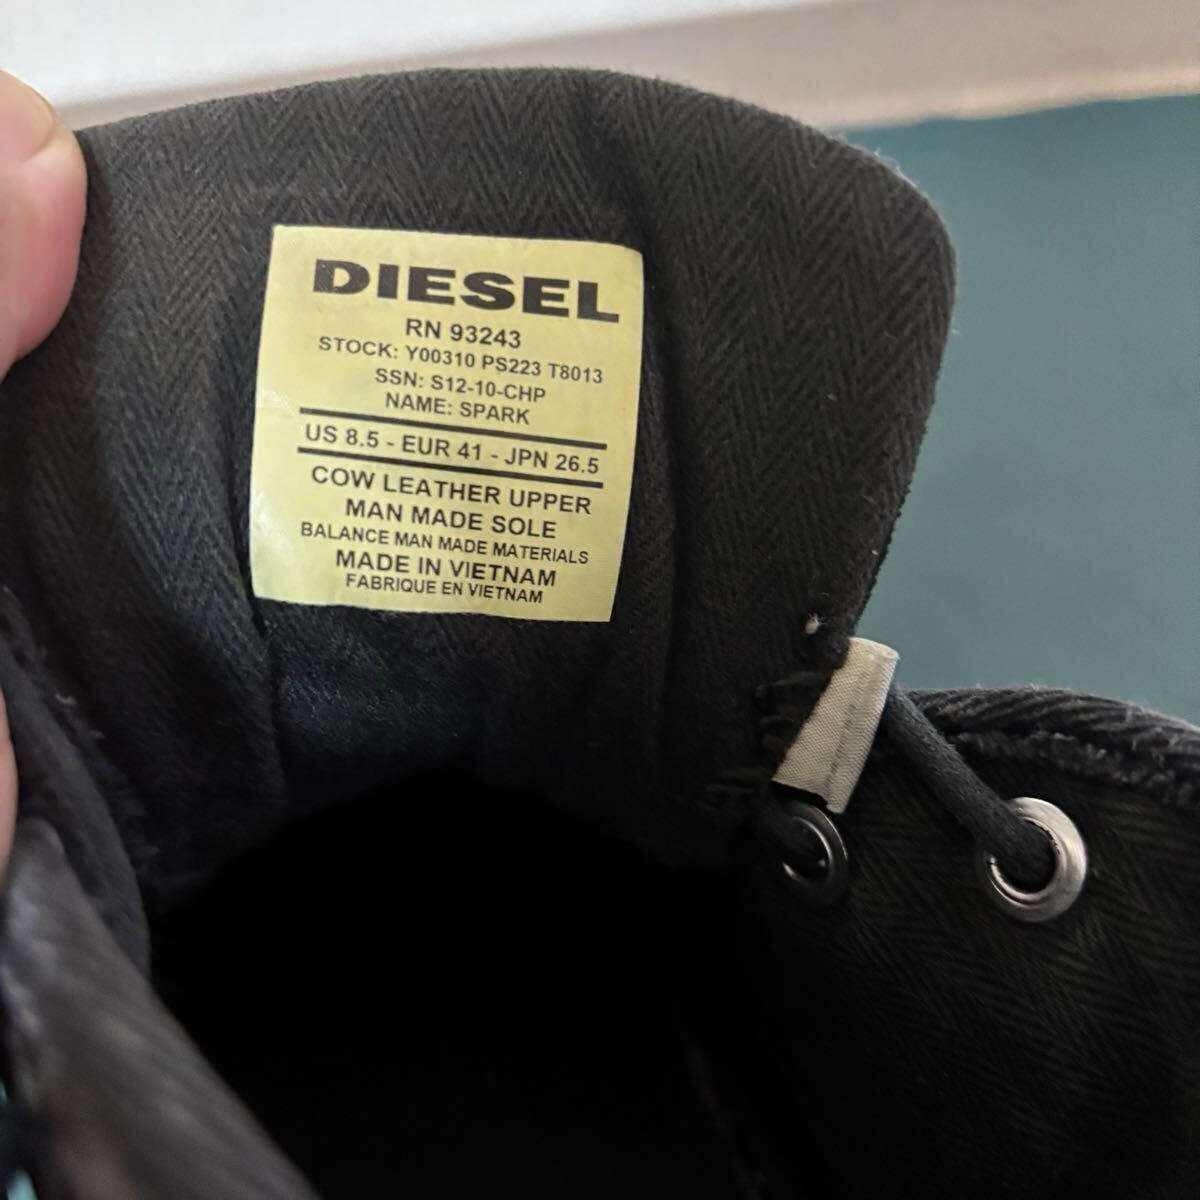 DIESEL
RN 93243
STOCK: Y00310 PS223 T8013
SSN: S12-10-CHP
NAME: SPARK
US 8.5 - EUR 41 - JPN 26.5
COW LEATHER UPPER
MAN MADE SOLE
BALANCE MAN MADE MATERIALS
MADE IN VIETNAM
FABRIQUE EN VIETNAM